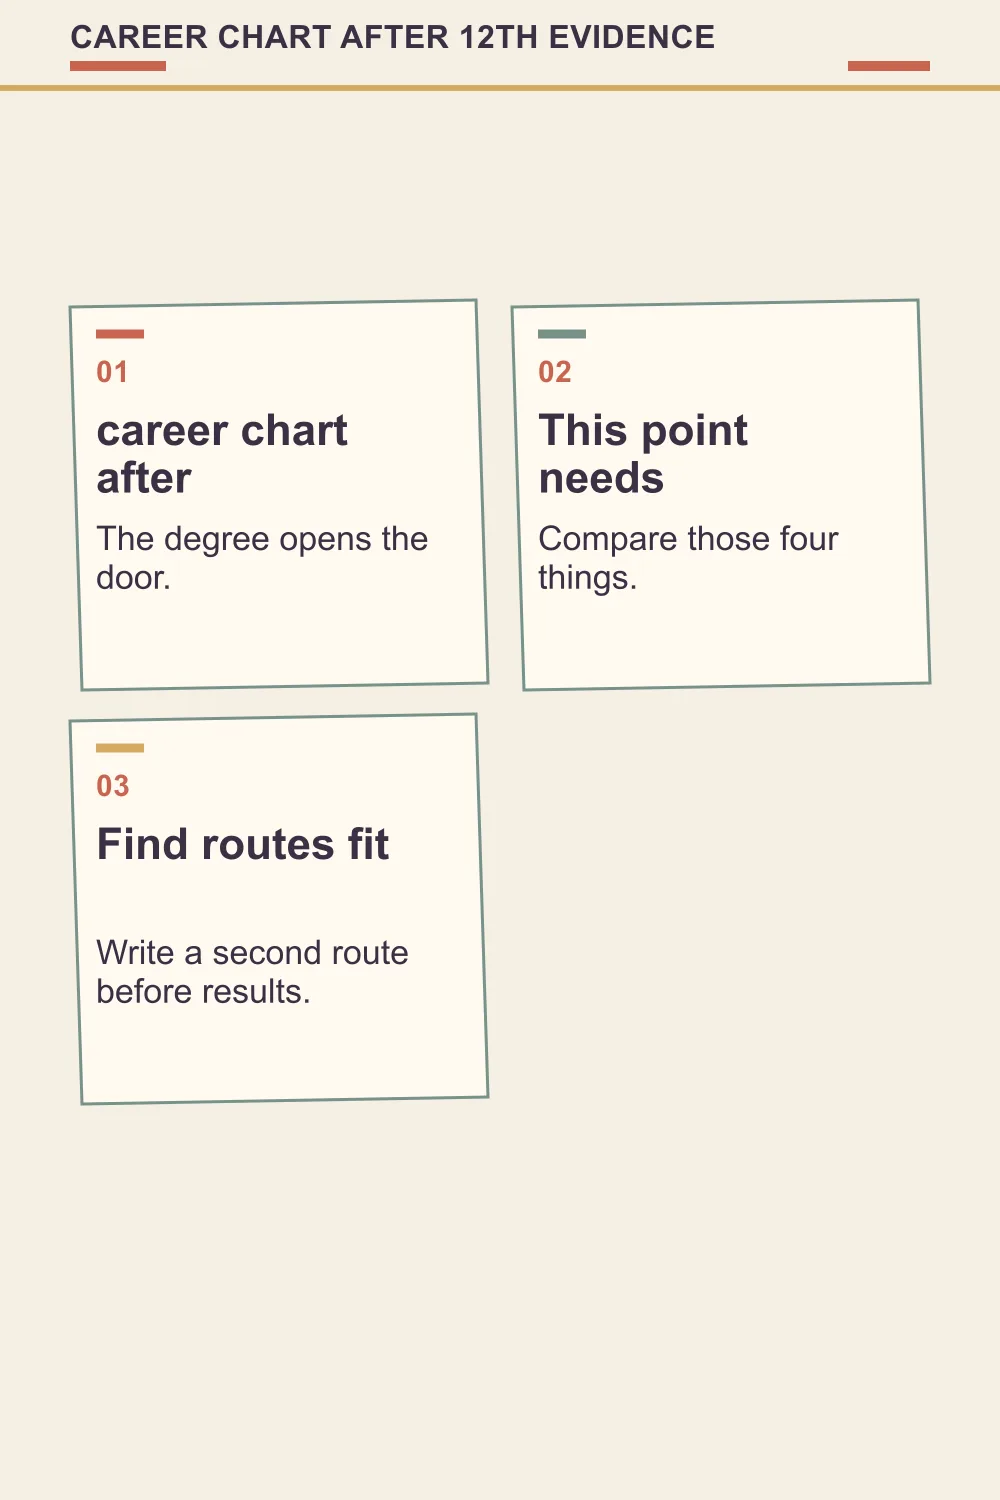 CAREER CHART AFTER 12TH EVIDENCE
01
career chart
after
The degree opens the
door.
02
This point
needs
Compare those four
things.
03
Find routes fit
Write a second route
before results.